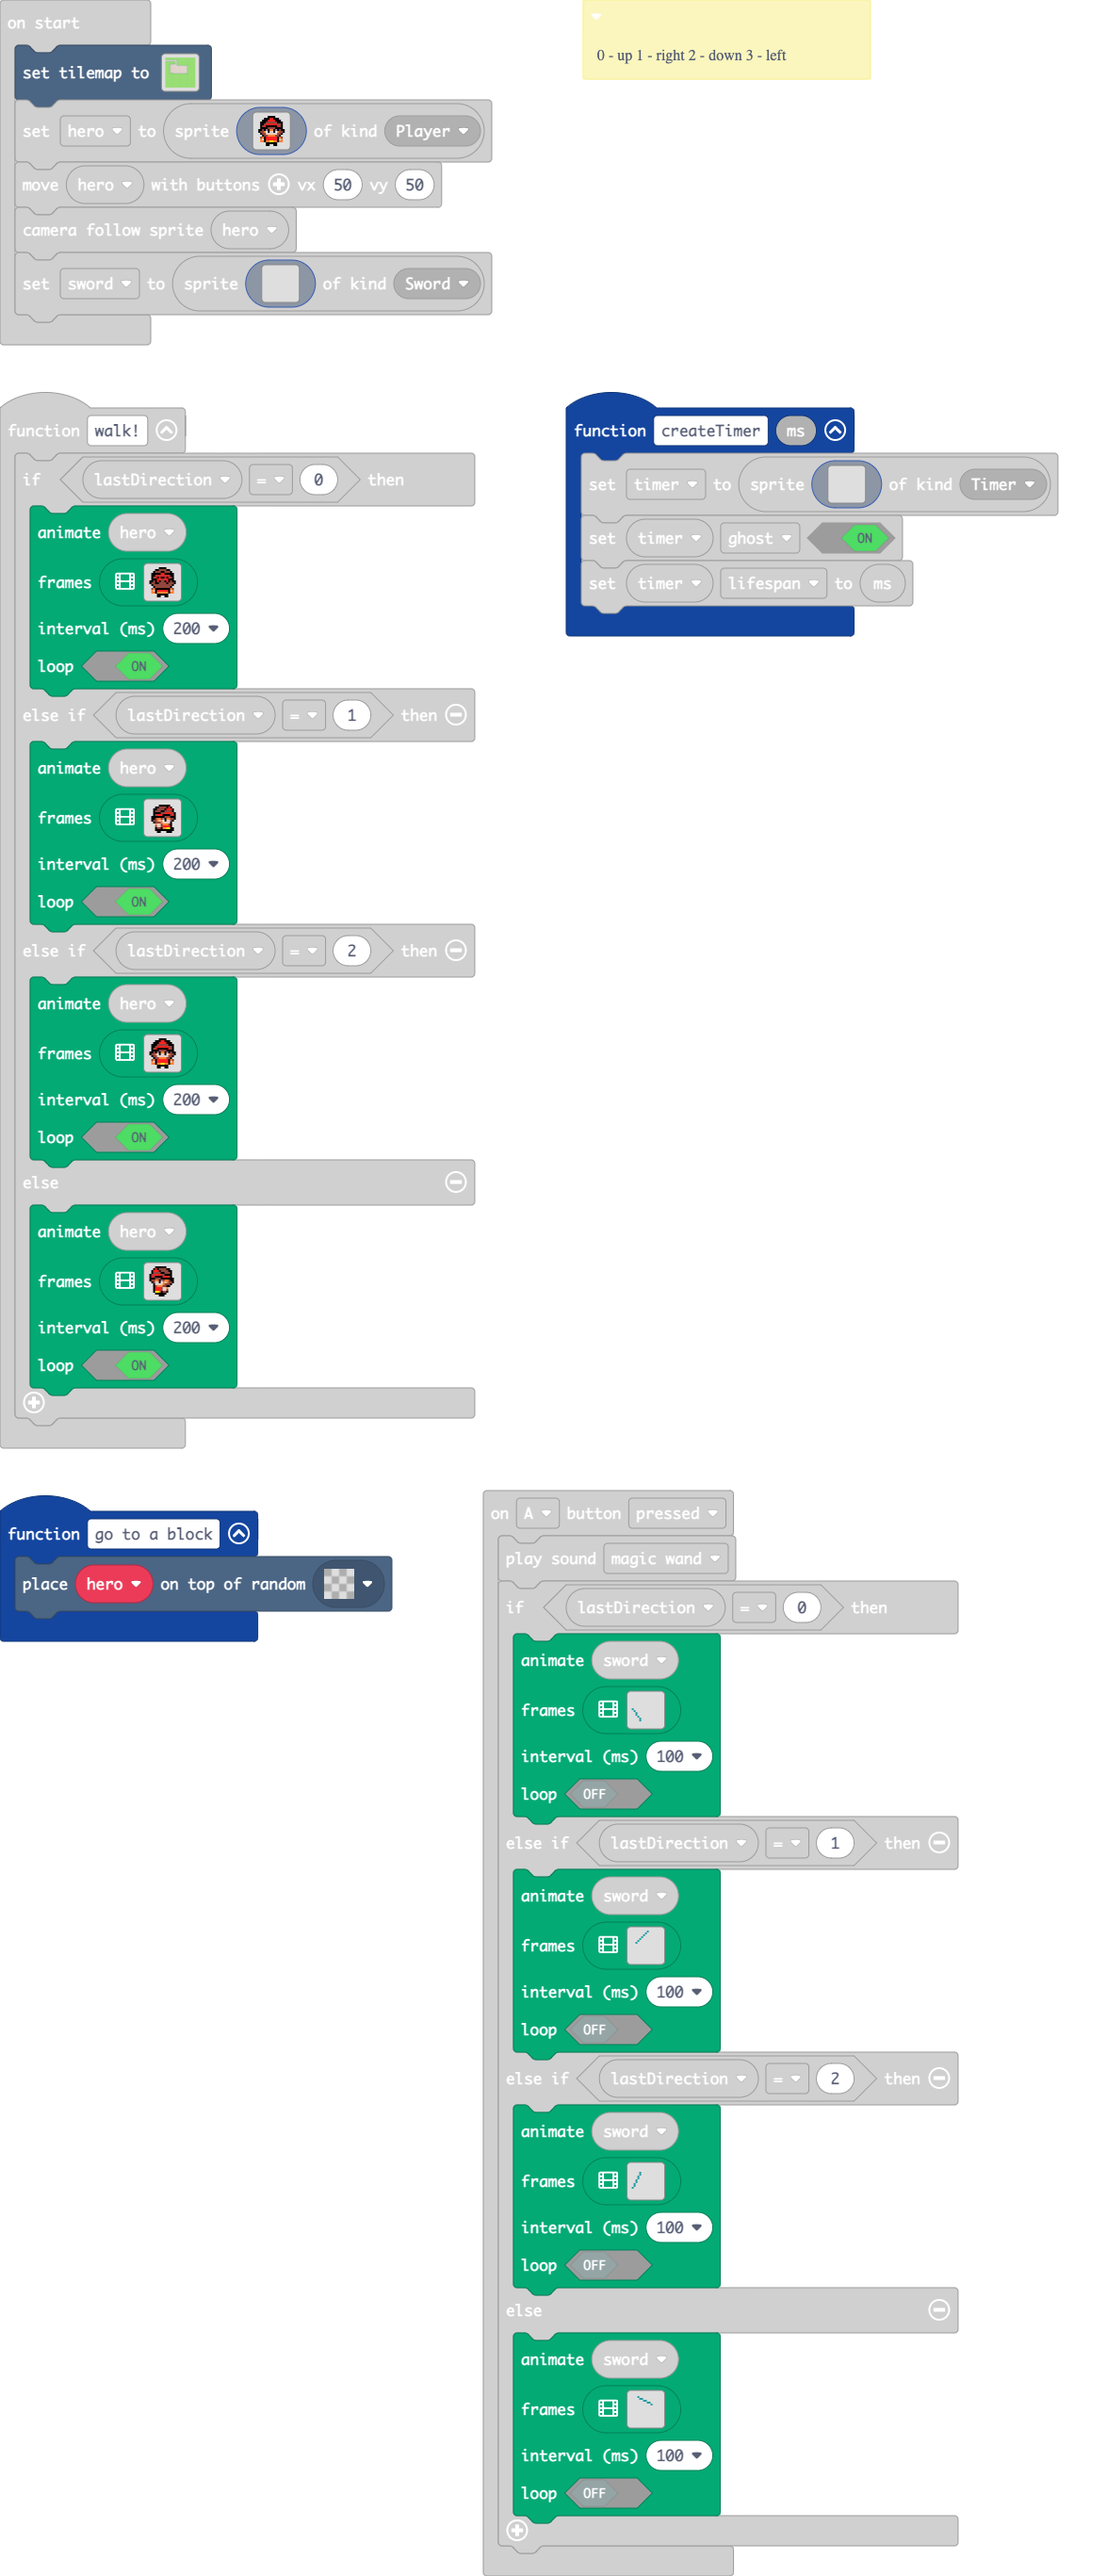 on start
set tilemap to
set hero to sprite of kind Player
move hero with buttons vx 50 vy 50
camera follow sprite hero
set sword to sprite of kind Sword
0 - up 1 - right 2 - down 3 - left
function walk!
if lastDirection = 0 then
animate hero
frames
interval (ms) 200
loop ON
else if lastDirection = 1 then
animate hero
frames
interval (ms) 200
loop ON
else if lastDirection = 2 then
animate hero
frames
interval (ms) 200
loop ON
else
animate hero
frames
interval (ms) 200
loop ON
function createTimer ms
set timer to sprite of kind Timer
set timer ghost ON
set timer lifespan to ms
function go to a block
place hero on top of random
on A button pressed
play sound magic wand
if lastDirection = 0 then
animate sword
frames
interval (ms) 100
loop OFF
else if lastDirection = 1 then
animate sword
frames
interval (ms) 100
loop OFF
else if lastDirection = 2 then
animate sword
frames
interval (ms) 100
loop OFF
else
animate sword
frames
interval (ms) 100
loop OFF